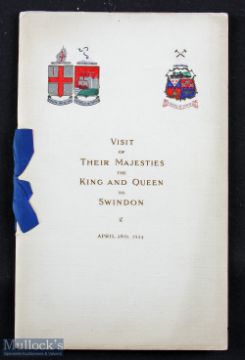 VISIT
OF
THEIR MAJESTIES
THE
KING AND QUEEN
TO
SWINDON
APRIL 28TH 1924
Mullock's